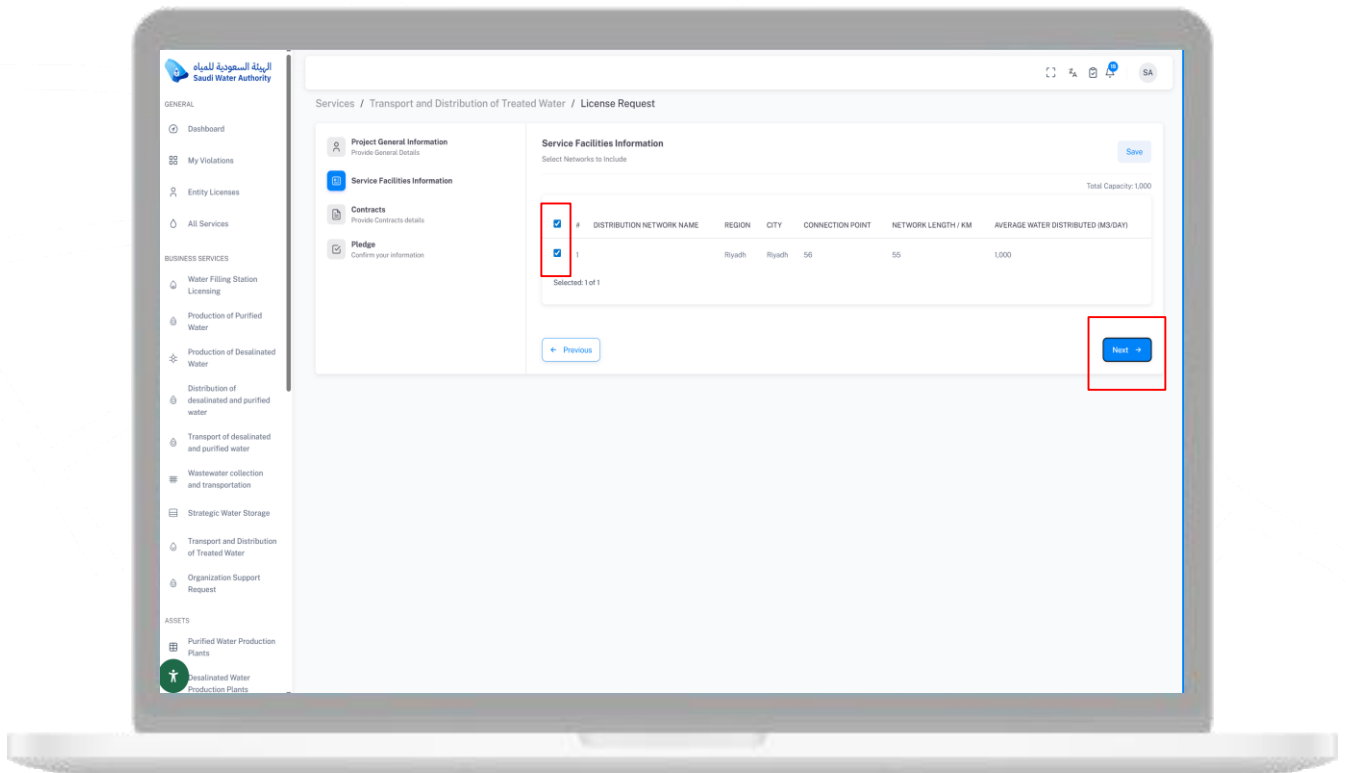 الهيئة السعودية للمياه
Saudi Water Authority
GENERAL
Dashboard
My Violations
Entity Licenses
All Services
BUSINESS SERVICES
Water Filling Station
Licensing
Production of Purified
Water
Production of Desalinated
Water
Distribution of
desalinated and purified
water
Transport of desalinated
and purified water
Wastewater collection
and transportation
Strategic Water Storage
Transport and Distribution
of Treated Water
Organization Support
Request
ASSETS
Purified Water Production
Plants
Desalinated Water
Production Plants
SA
Services / Transport and Distribution of Treated Water / License Request
Project General Information
Provide General Details
Service Facilities Information
Contracts
Provide Contracts details
Pledge
Confirm your information
Service Facilities Information
Select Networks to Include
Save
Total Capacity: 1,000
# DISTRIBUTION NETWORK NAME REGION CITY CONNECTION POINT NETWORK LENGTH / KM AVERAGE WATER DISTRIBUTED (M3/DAY)
1 Riyadh Riyadh 56 55 1,000
Selected: 1 of 1
← Previous
Next →